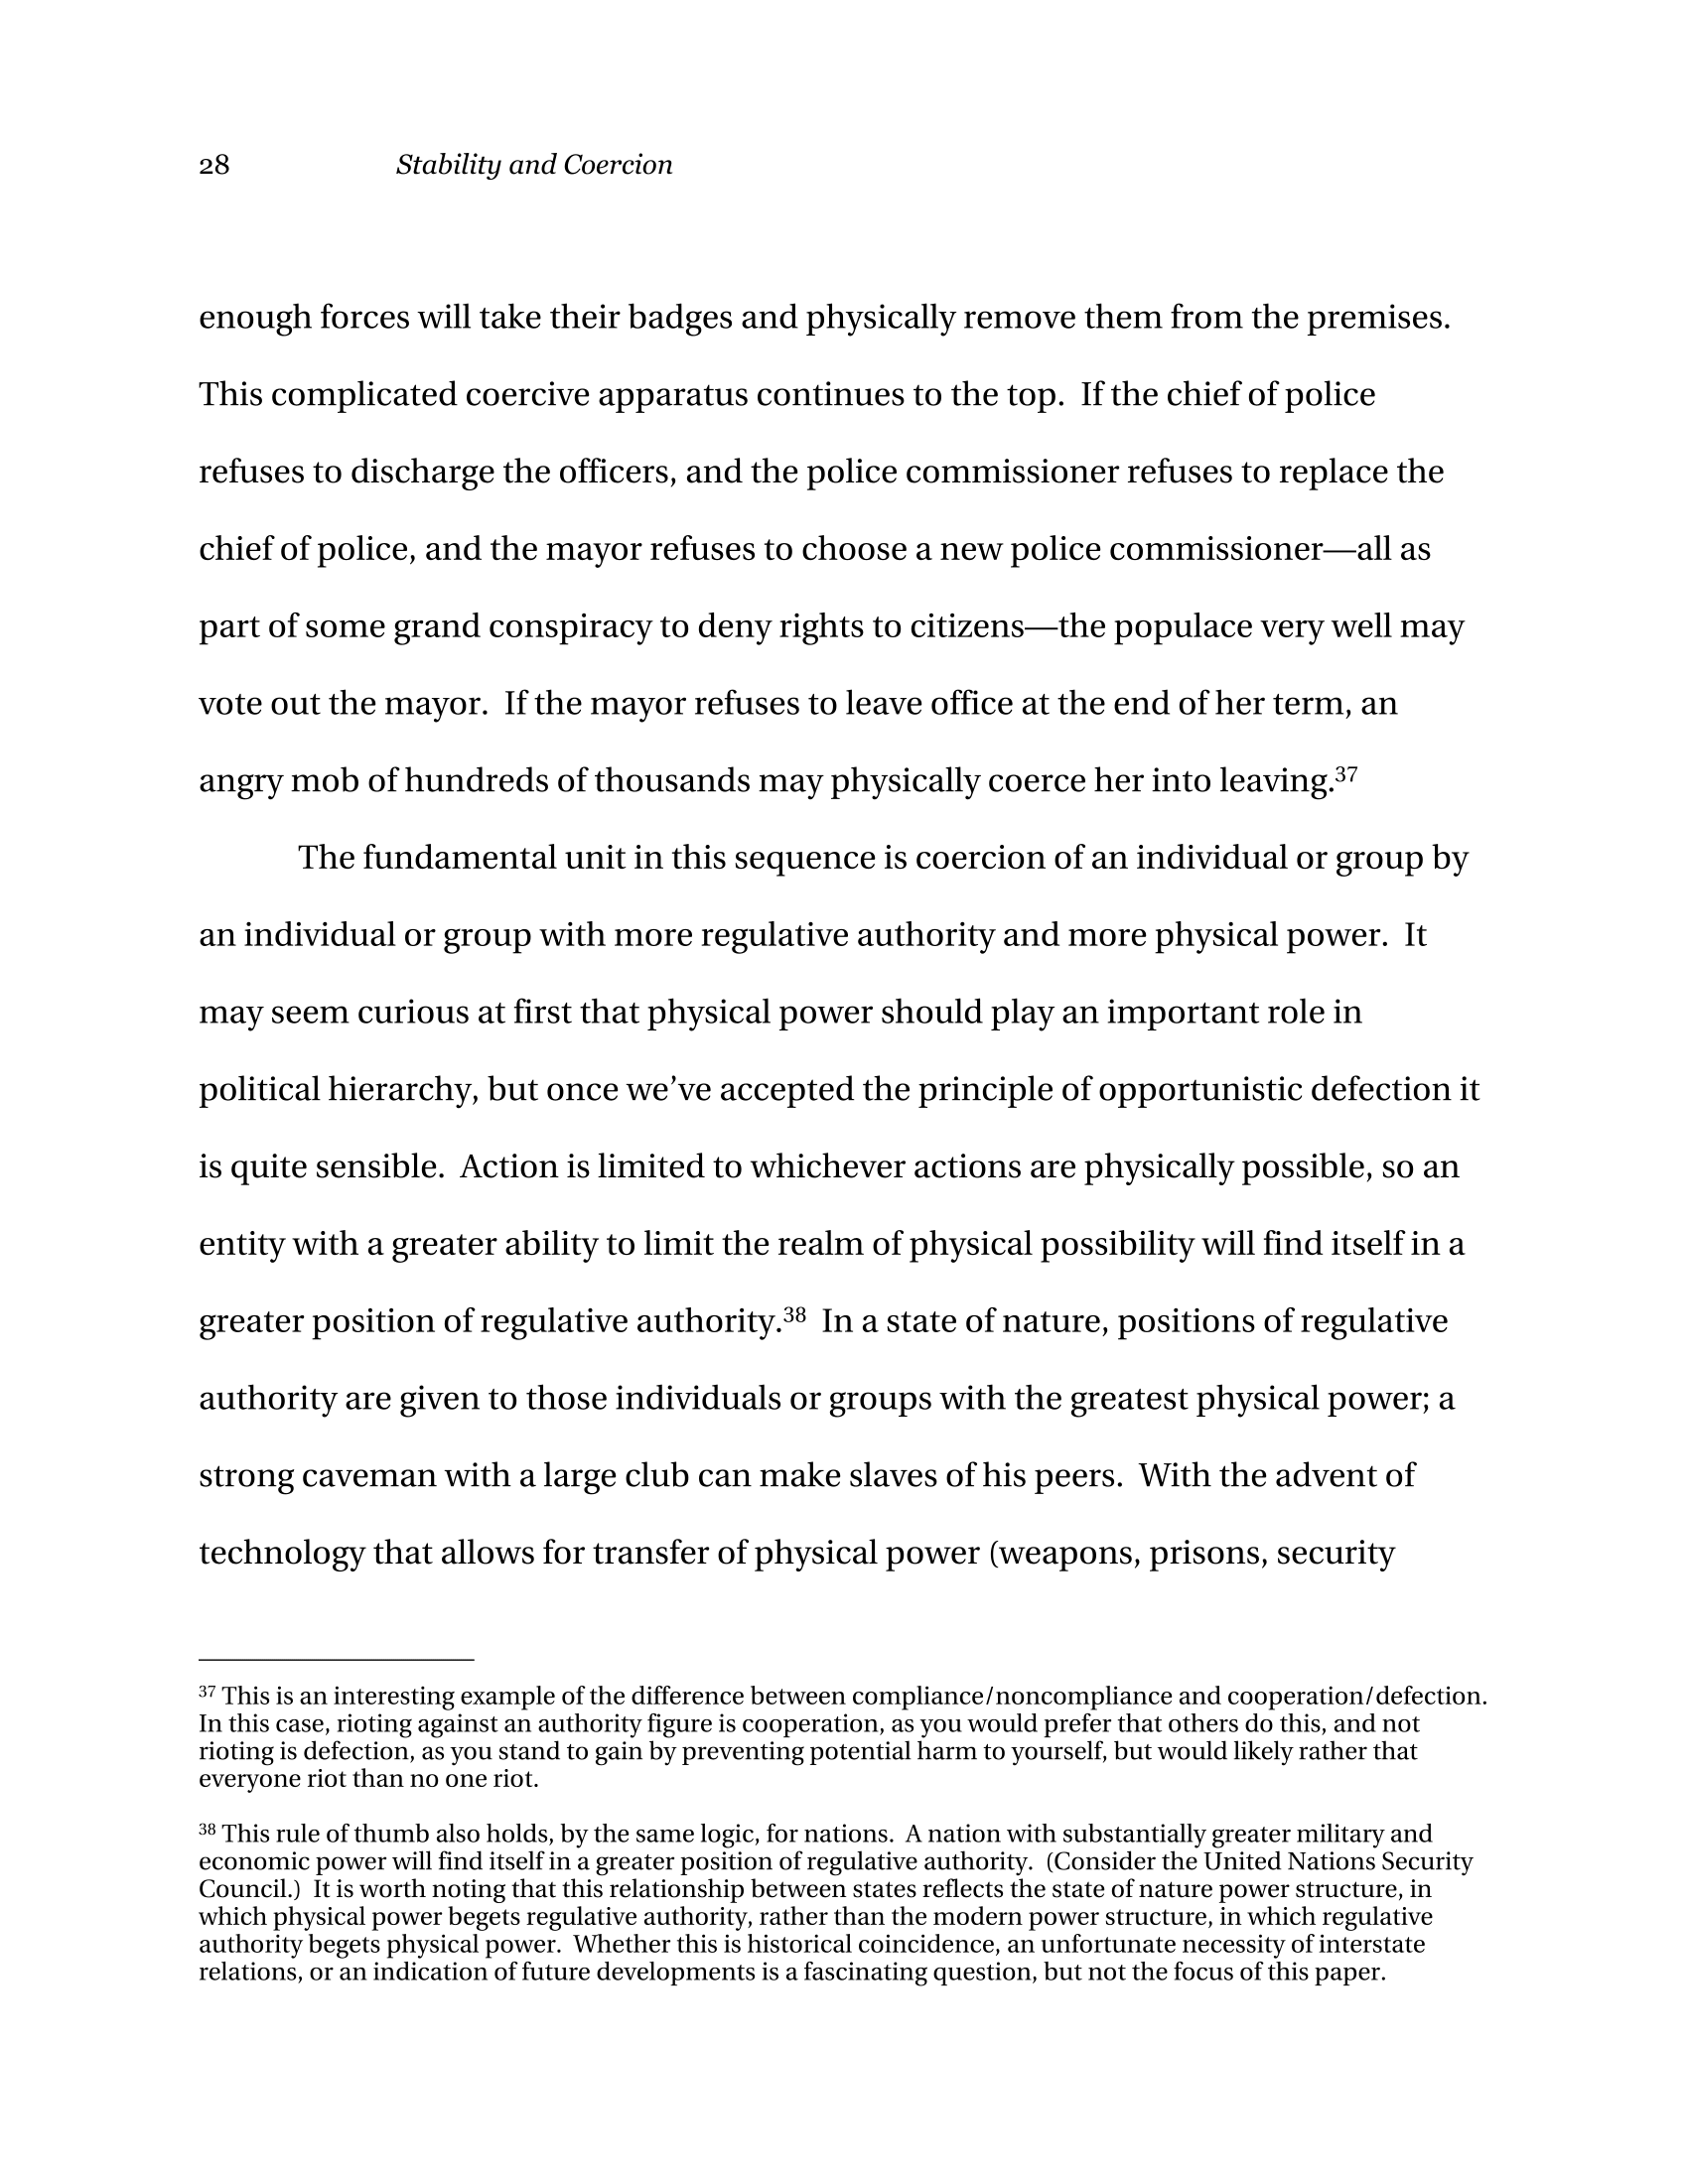 28 Stability and Coercion
enough forces will take their badges and physically remove them from the premises.
This complicated coercive apparatus continues to the top.  If the chief of police
refuses to discharge the officers, and the police commissioner refuses to replace the
chief of police, and the mayor refuses to choose a new police commissioner—all as
part of some grand conspiracy to deny rights to citizens—the populace very well may
vote out the mayor.  If the mayor refuses to leave office at the end of her term, an
angry mob of hundreds of thousands may physically coerce her into leaving.³⁷
The fundamental unit in this sequence is coercion of an individual or group by
an individual or group with more regulative authority and more physical power.  It
may seem curious at first that physical power should play an important role in
political hierarchy, but once we’ve accepted the principle of opportunistic defection it
is quite sensible.  Action is limited to whichever actions are physically possible, so an
entity with a greater ability to limit the realm of physical possibility will find itself in a
greater position of regulative authority.³⁸  In a state of nature, positions of regulative
authority are given to those individuals or groups with the greatest physical power; a
strong caveman with a large club can make slaves of his peers.  With the advent of
technology that allows for transfer of physical power (weapons, prisons, security
³⁷ This is an interesting example of the difference between compliance/noncompliance and cooperation/defection.
In this case, rioting against an authority figure is cooperation, as you would prefer that others do this, and not
rioting is defection, as you stand to gain by preventing potential harm to yourself, but would likely rather that
everyone riot than no one riot.
³⁸ This rule of thumb also holds, by the same logic, for nations.  A nation with substantially greater military and
economic power will find itself in a greater position of regulative authority.  (Consider the United Nations Security
Council.)  It is worth noting that this relationship between states reflects the state of nature power structure, in
which physical power begets regulative authority, rather than the modern power structure, in which regulative
authority begets physical power.  Whether this is historical coincidence, an unfortunate necessity of interstate
relations, or an indication of future developments is a fascinating question, but not the focus of this paper.